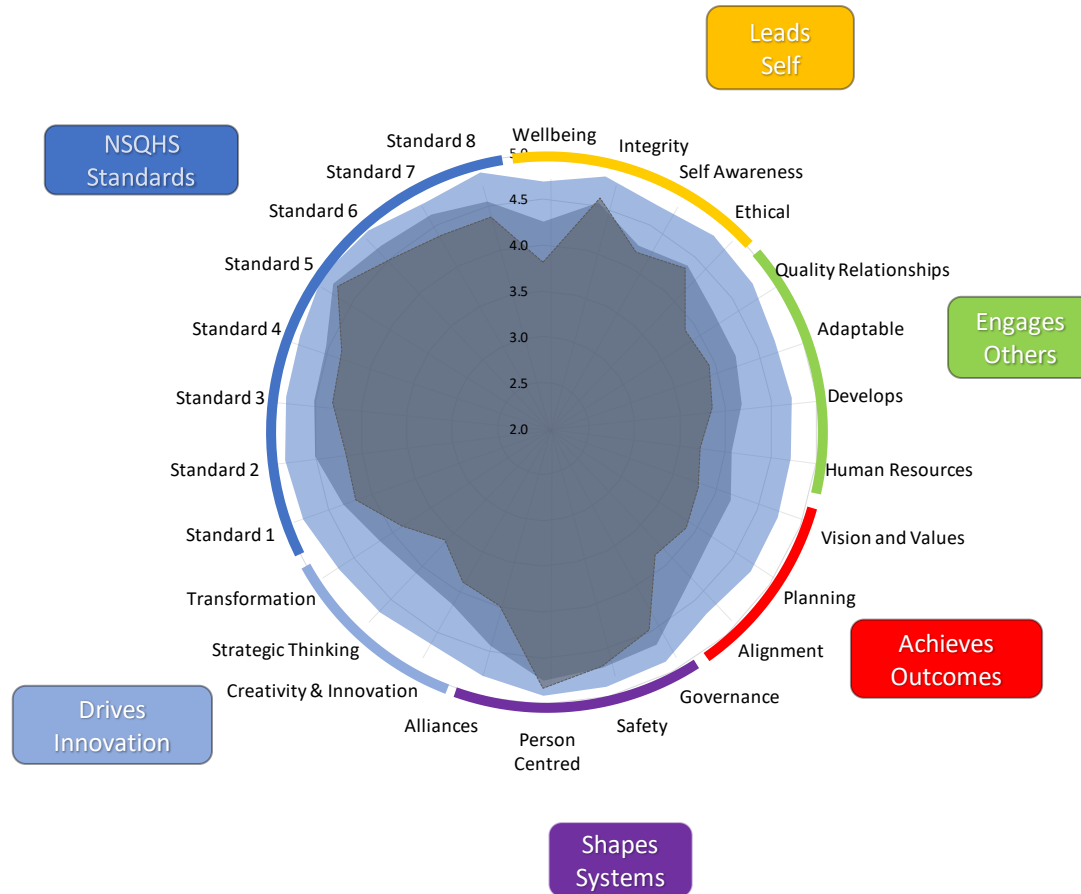 Leads
Self
NSQHS
Standards
Standard 8
Wellbeing
Integrity
Standard 7
Self Awareness
Standard 6
Ethical
Standard 5
Quality Relationships
Standard 4
Adaptable
Engages
Others
Standard 3
Develops
Standard 2
Human Resources
Standard 1
Vision and Values
Transformation
Planning
Strategic Thinking
Alignment
Achieves
Outcomes
Creativity & Innovation
Governance
Drives
Innovation
Alliances
Safety
Person
Centred
Shapes
Systems
5.0
4.5
4.0
3.5
3.0
2.5
2.0